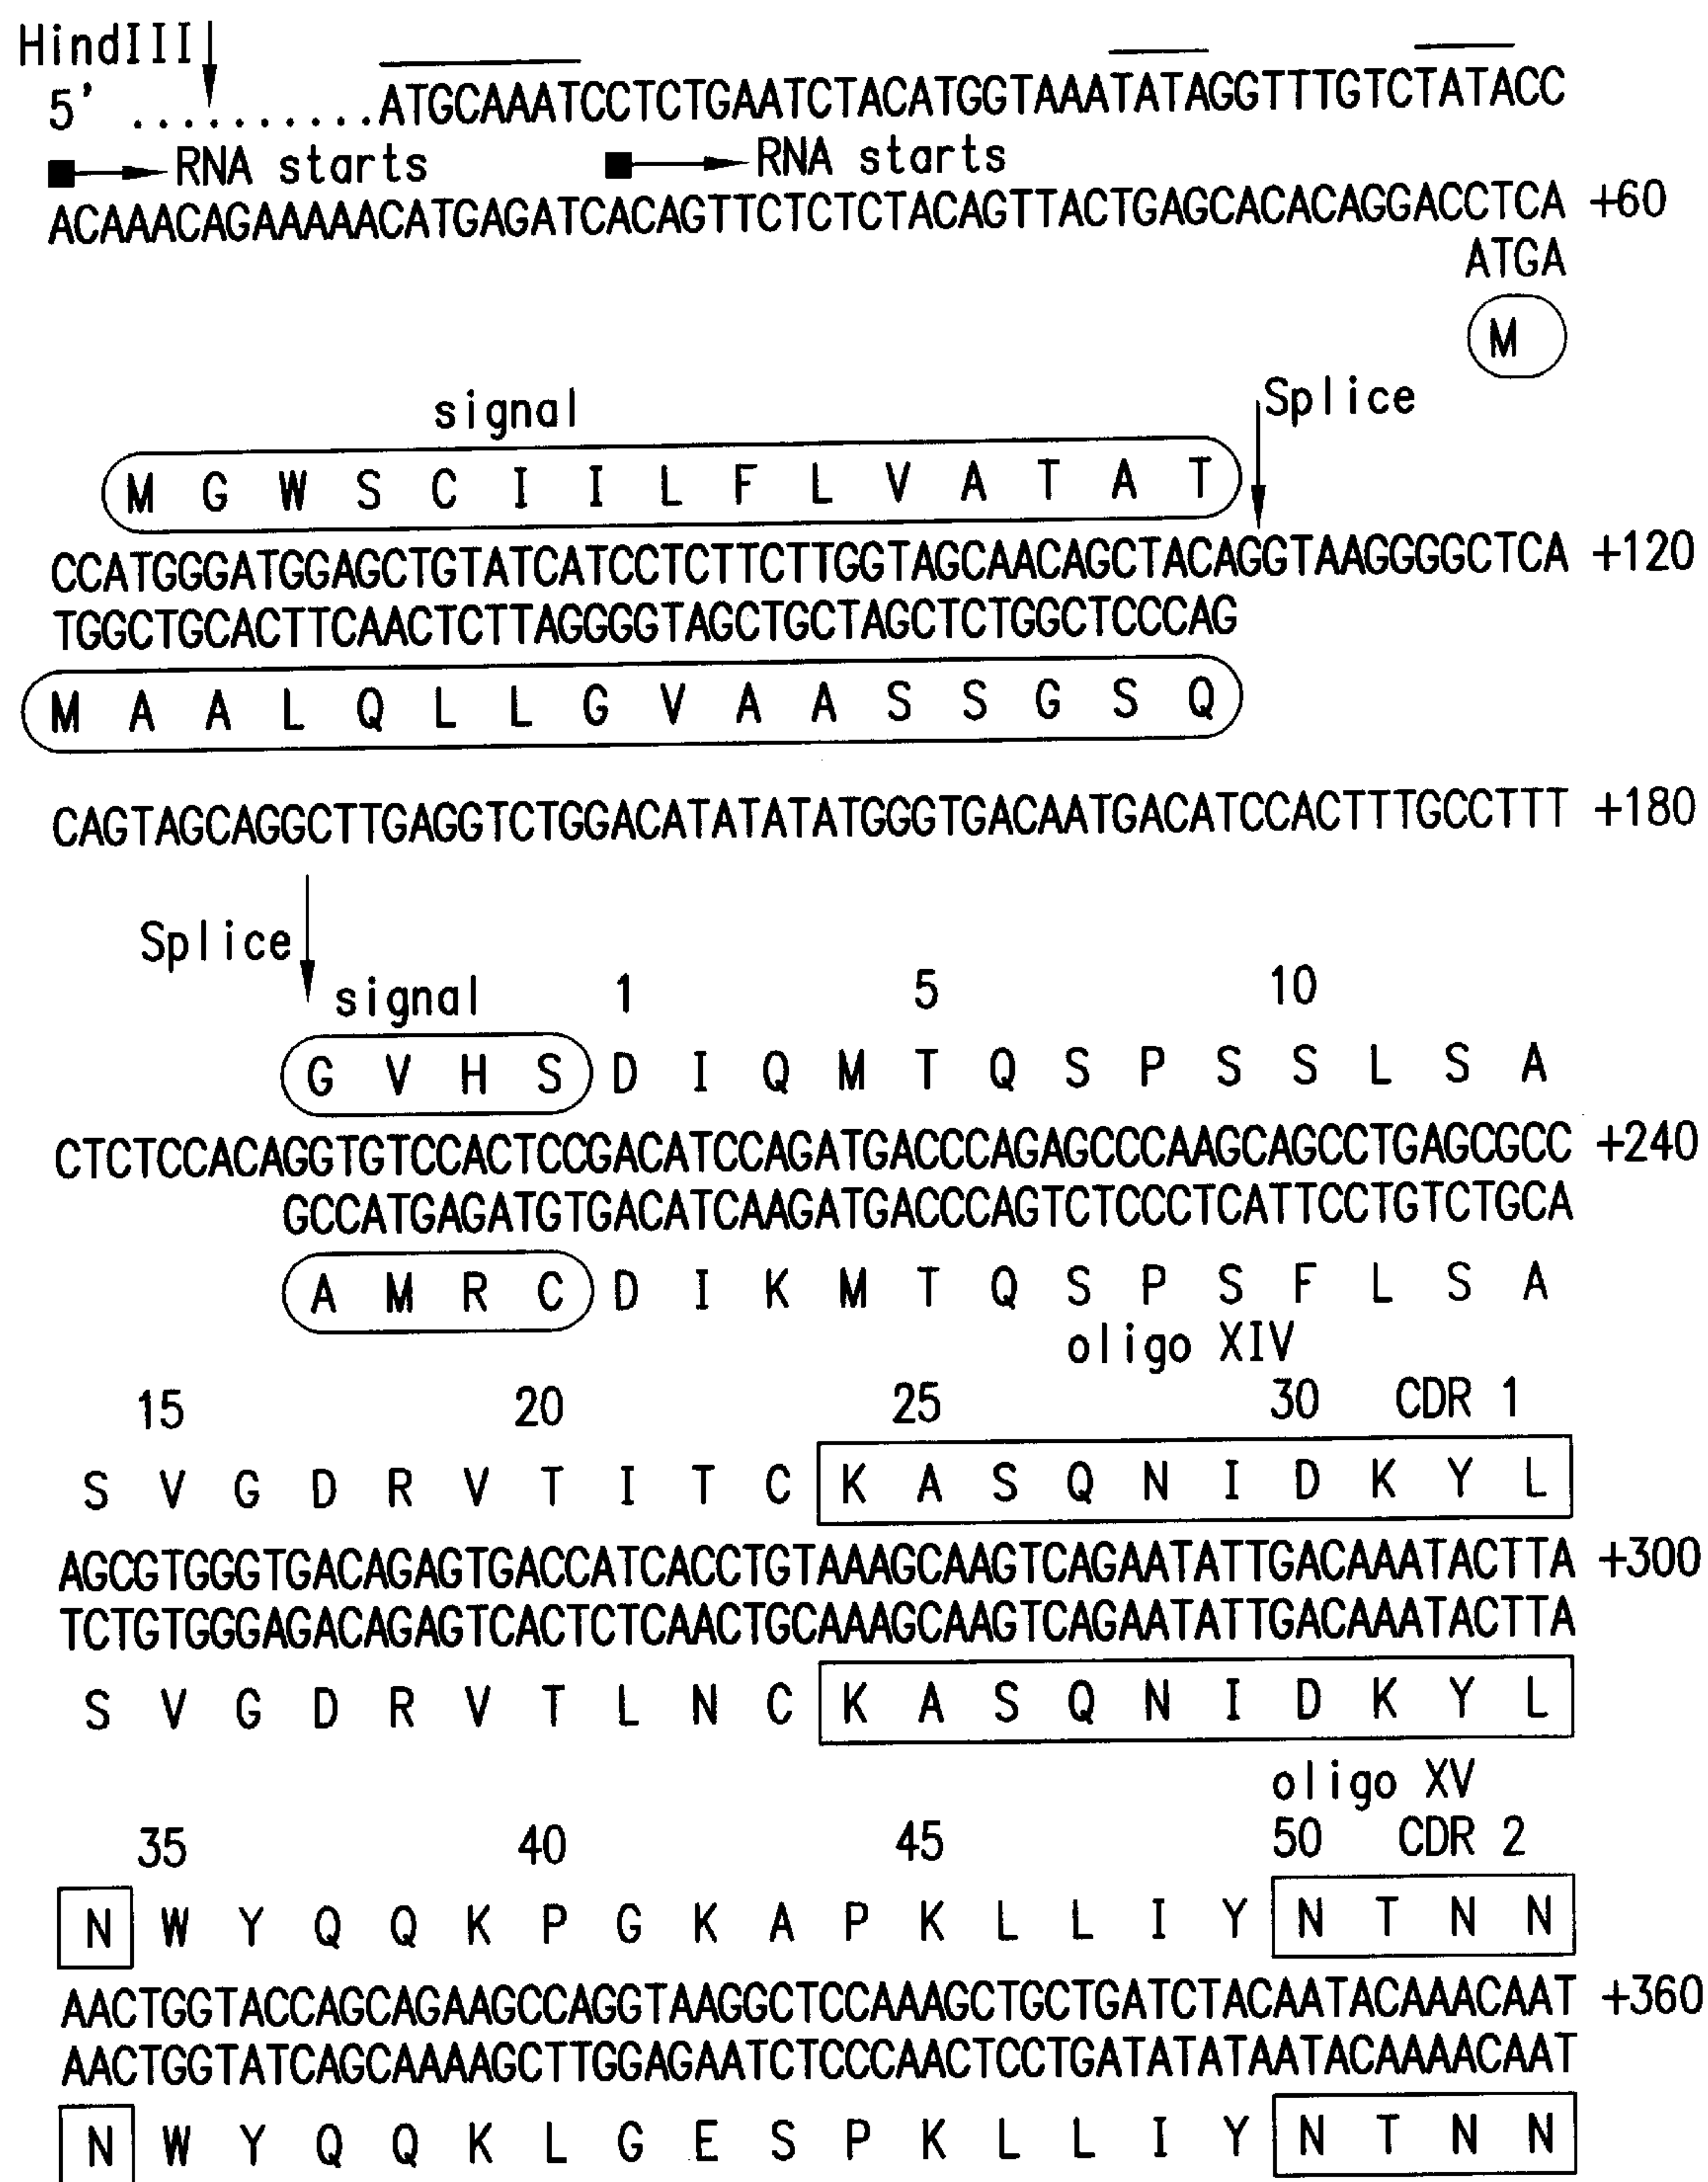 HindIII
5' ..........ATGCAAATCCTCTGAATCTACATGGTAAATATAGGTTTGTCTATACC
RNA starts RNA starts
ACAAACAGAAAAACATGAGATCACAGTTCTCTCTACAGTTACTGAGCACACAGGACCTCA +60
ATGA
M
signal Splice
M G W S C I I L F L V A T A T
CCATGGGATGGAGCTGTATCATCCTCTTCTTGGTAGCAACAGCTACAGGTAAGGGGCTCA +120
TGGCTGCACTTCAACTCTTAGGGGTAGCTGCTAGCTCTGGCTCCCAG
M A A L Q L L G V A A S S G S Q
CAGTAGCAGGCTTGAGGTCTGGACATATATATGGGTGACAATGACATCCACTTTGCCTTT +180
Splice
signal 1 5 10
G V H S D I Q M T Q S P S S L S A
CTCTCCACAGGTGTCCACTCCGACATCCAGATGACCCAGAGCCCAAGCAGCCTGAGCGCC +240
GCCATGAGATGTGACATCAAGATGACCCAGTCTCCCTCATTCCTGTCTGCA
A M R C D I K M T Q S P S F L S A
oligo XIV
15 20 25 30 CDR 1
S V G D R V T I T C K A S Q N I D K Y L
AGCGTGGGTGACAGAGTGACCATCACCTGTAAAGCAAGTCAGAATATTGACAAATACTTA +300
TCTGTGGGAGACAGAGTCACTCTCAACTGCAAAGCAAGTCAGAATATTGACAAATACTTA
S V G D R V T L N C K A S Q N I D K Y L
oligo XV
35 40 45 50 CDR 2
N W Y Q Q K P G K A P K L L I Y N T N N
AACTGGTACCAGCAGAAGCCAGGTAAGGCTCCAAAGCTGCTGATCTACAATACAAACAAT +360
AACTGGTATCAGCAAAAGCTTGGAGAATCTCCCAACTCCTGATATATAATACAAAACAAT
N W Y Q Q K L G E S P K L L I Y N T N N